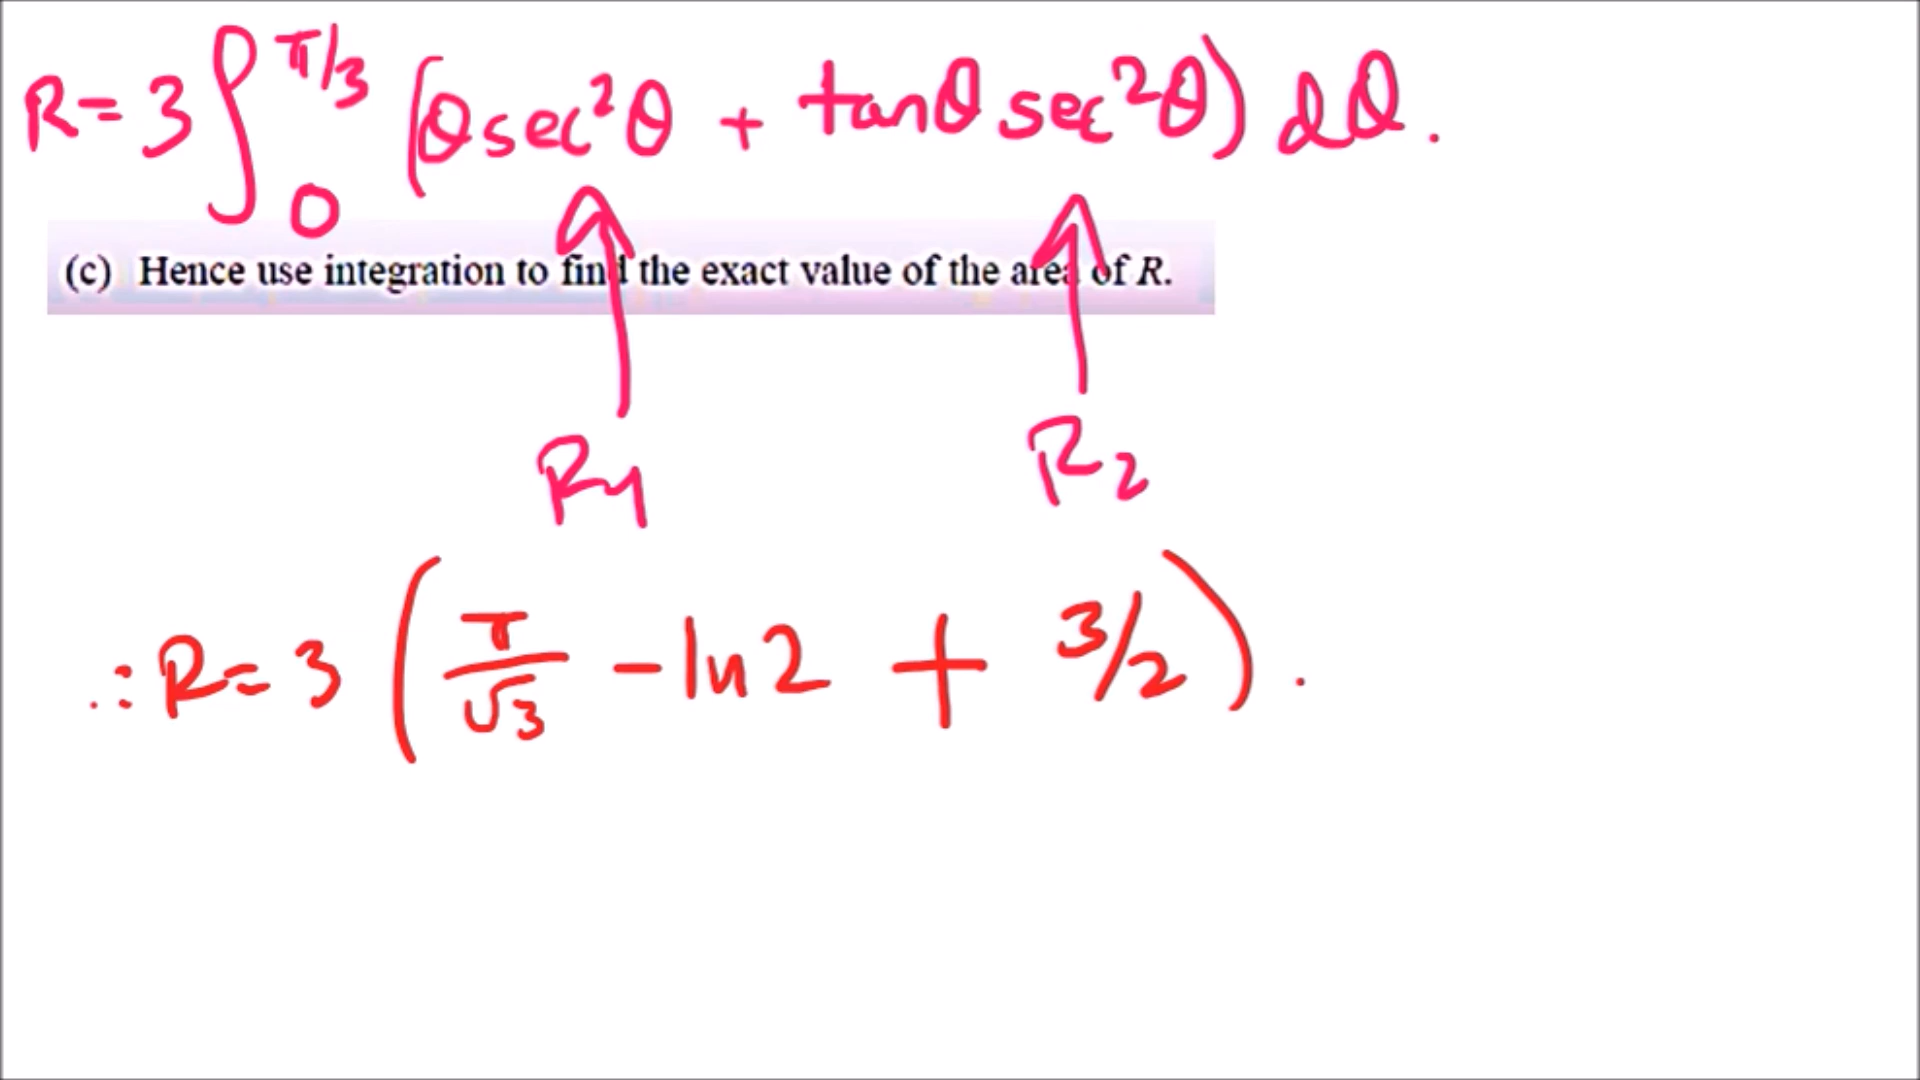 R = 3 ∫₀^π/3 (θsec²θ + tanθ sec²θ) dθ.
(c) Hence use integration to find the exact value of the area of R.
R₁ R₂
∴ R = 3 (π/√3 - ln2 + 3/2).